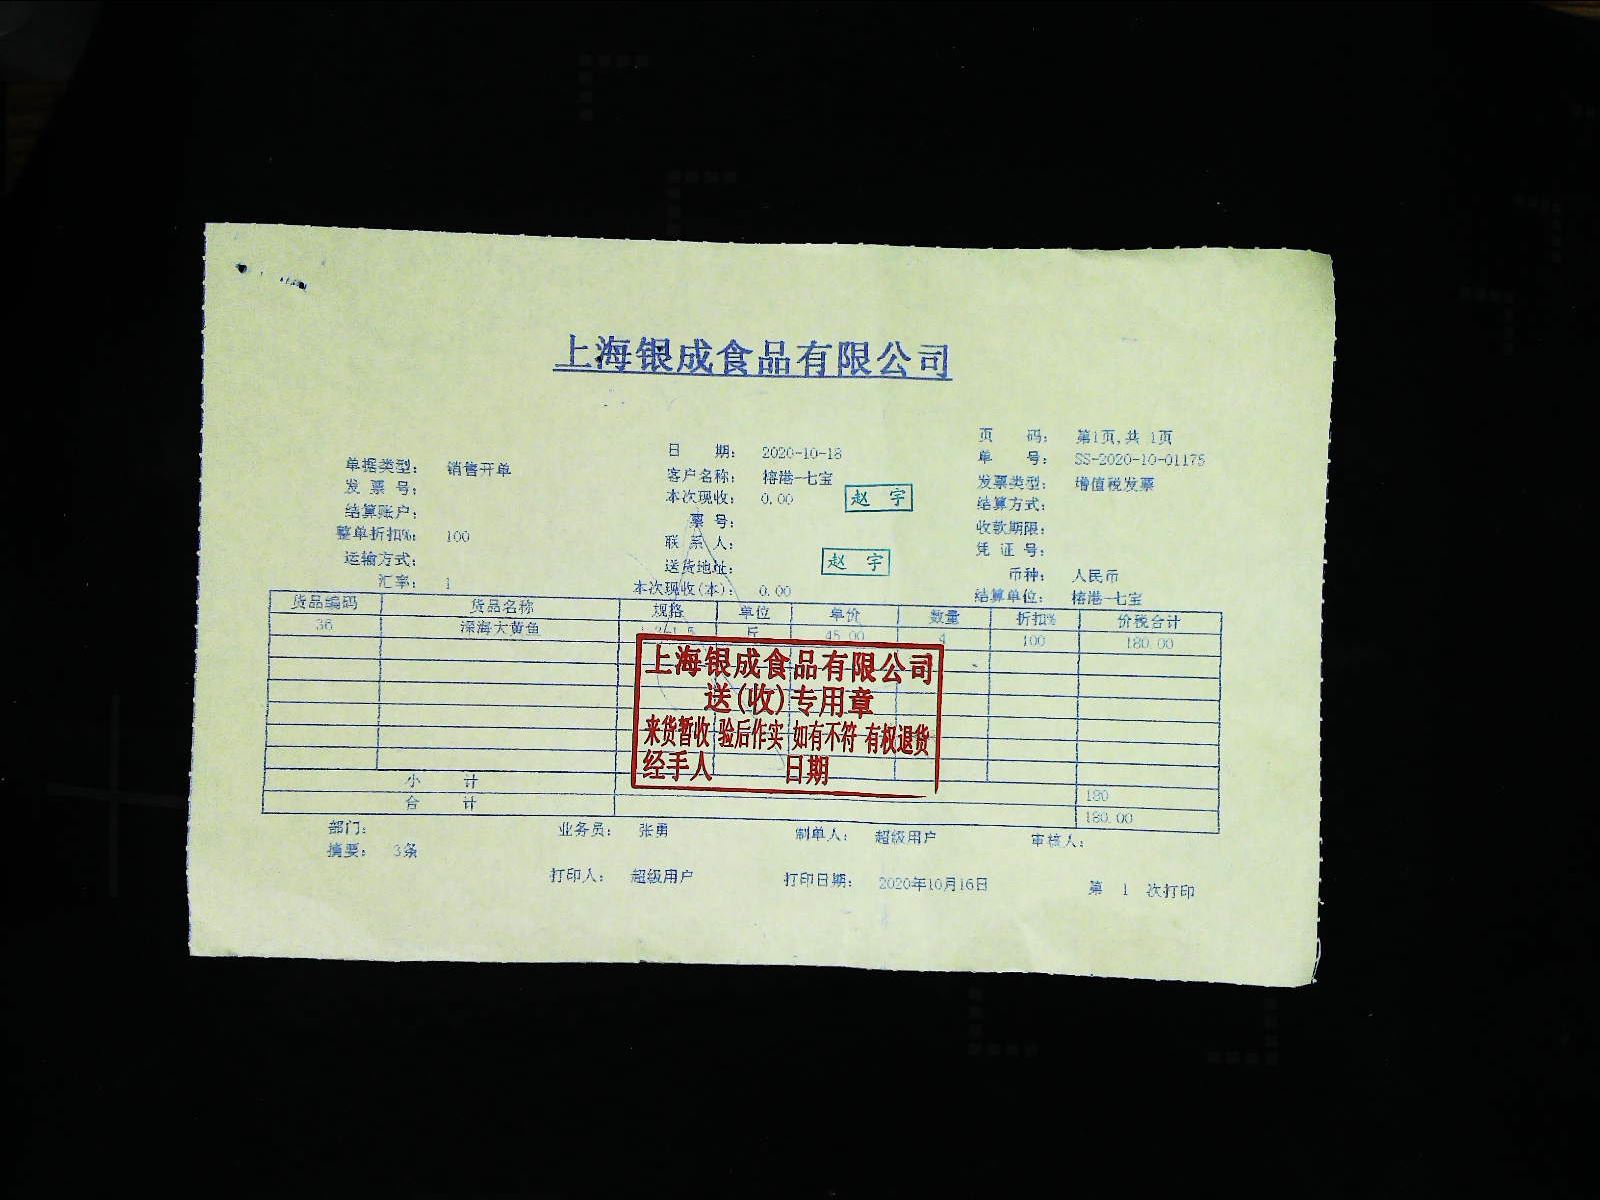 上海银成食品有限公司
页 码： 第1页,共 1页
日 期： 2020-10-18
单 号： SS-2020-10-01175
单据类型： 销售开单
客户名称： 榕港-七宝
发票类型： 增值税发票
发 票 号：
本次现收： 0.00
赵 宇
结算方式：
结算账户：
票 号：
收款期限：
整单折扣%： 100
联 系 人：
凭 证 号：
运输方式：
送货地址：
赵 宇
币种： 人民币
汇率： 1
本次现收(本)： 0.00
结算单位： 榕港-七宝
货品编码 货品名称 规格 单位 单价 数量 折扣% 价税合计
36 深海大黄鱼 斤 45.00 4 100 180.00
上海银成食品有限公司
送(收)专用章
来货暂收 验后作实 如有不符 有权退货
经手人 日期
小 计 180
合 计 180.00
部门： 业务员： 张勇 制单人： 超级用户 审核人：
摘要： 3条
打印人： 超级用户 打印日期： 2020年10月16日 第 1 次打印